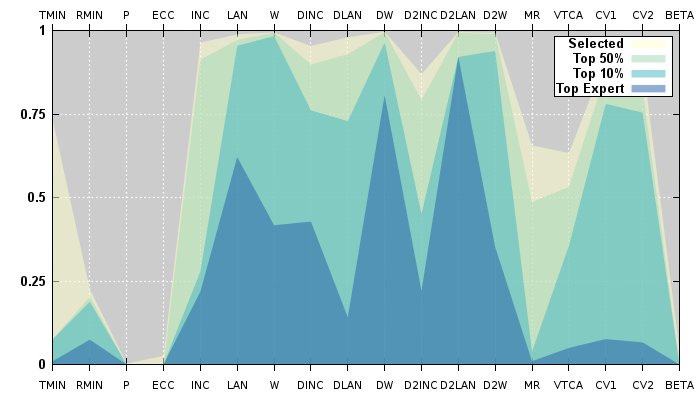 TMIN RMIN P ECC INC LAN W DINC DLAN DW D2INC D2LAN D2W MR VTCA CV1 CV2 BETA
1
Selected
Top 50%
Top 10%
Top Expert
0.75
0.5
0.25
0
TMIN RMIN P ECC INC LAN W DINC DLAN DW D2INC D2LAN D2W MR VTCA CV1 CV2 BETA